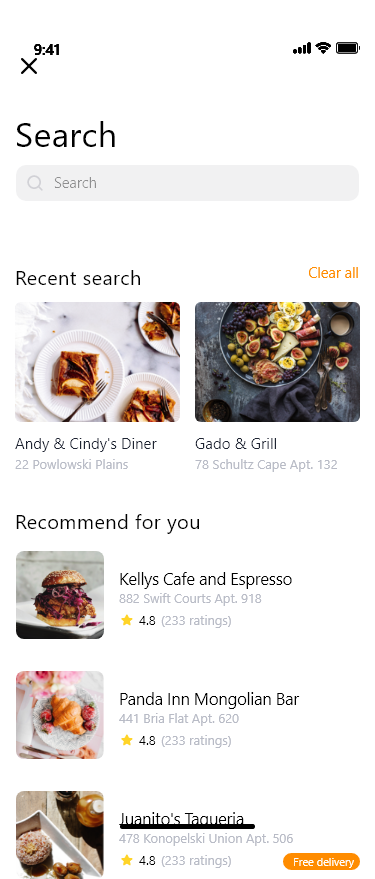 9:41
Search
Search
Recent search
Clear all
Andy & Cindy's Diner
22 Powlowski Plains
Gado & Grill
78 Schultz Cape Apt. 132
Recommend for you
Kellys Cafe and Espresso
882 Swift Courts Apt. 918
4.8 (233 ratings)
Panda Inn Mongolian Bar
441 Bria Flat Apt. 620
4.8 (233 ratings)
Juanito's Taqueria
478 Konopelski Union Apt. 506
4.8 (233 ratings)
Free delivery